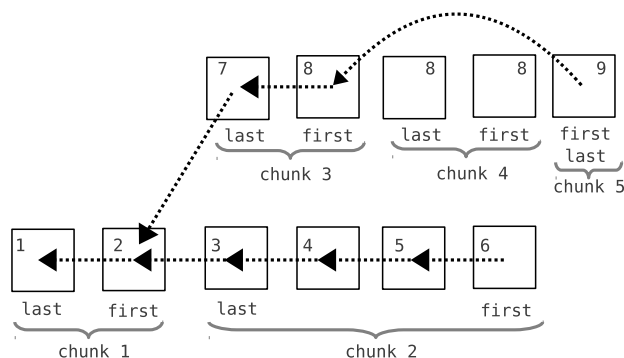 7 8 8 8 9
last first last first first
last
chunk 3 chunk 4 chunk 5
1 2 3 4 5 6
last first last first
chunk 1 chunk 2